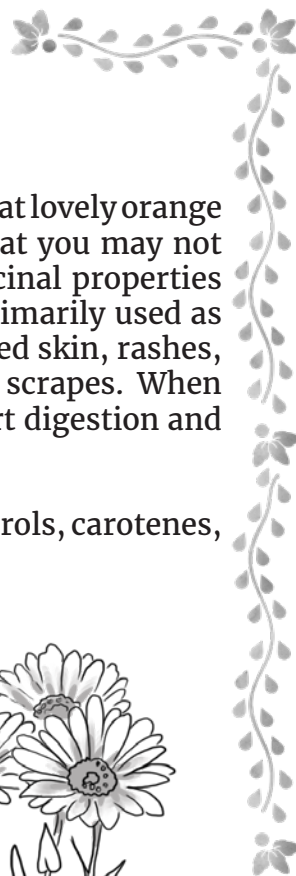 at lovely orange
at you may not
cinal properties
imarily used as
ed skin, rashes,
scrapes. When
rt digestion and
rols, carotenes,